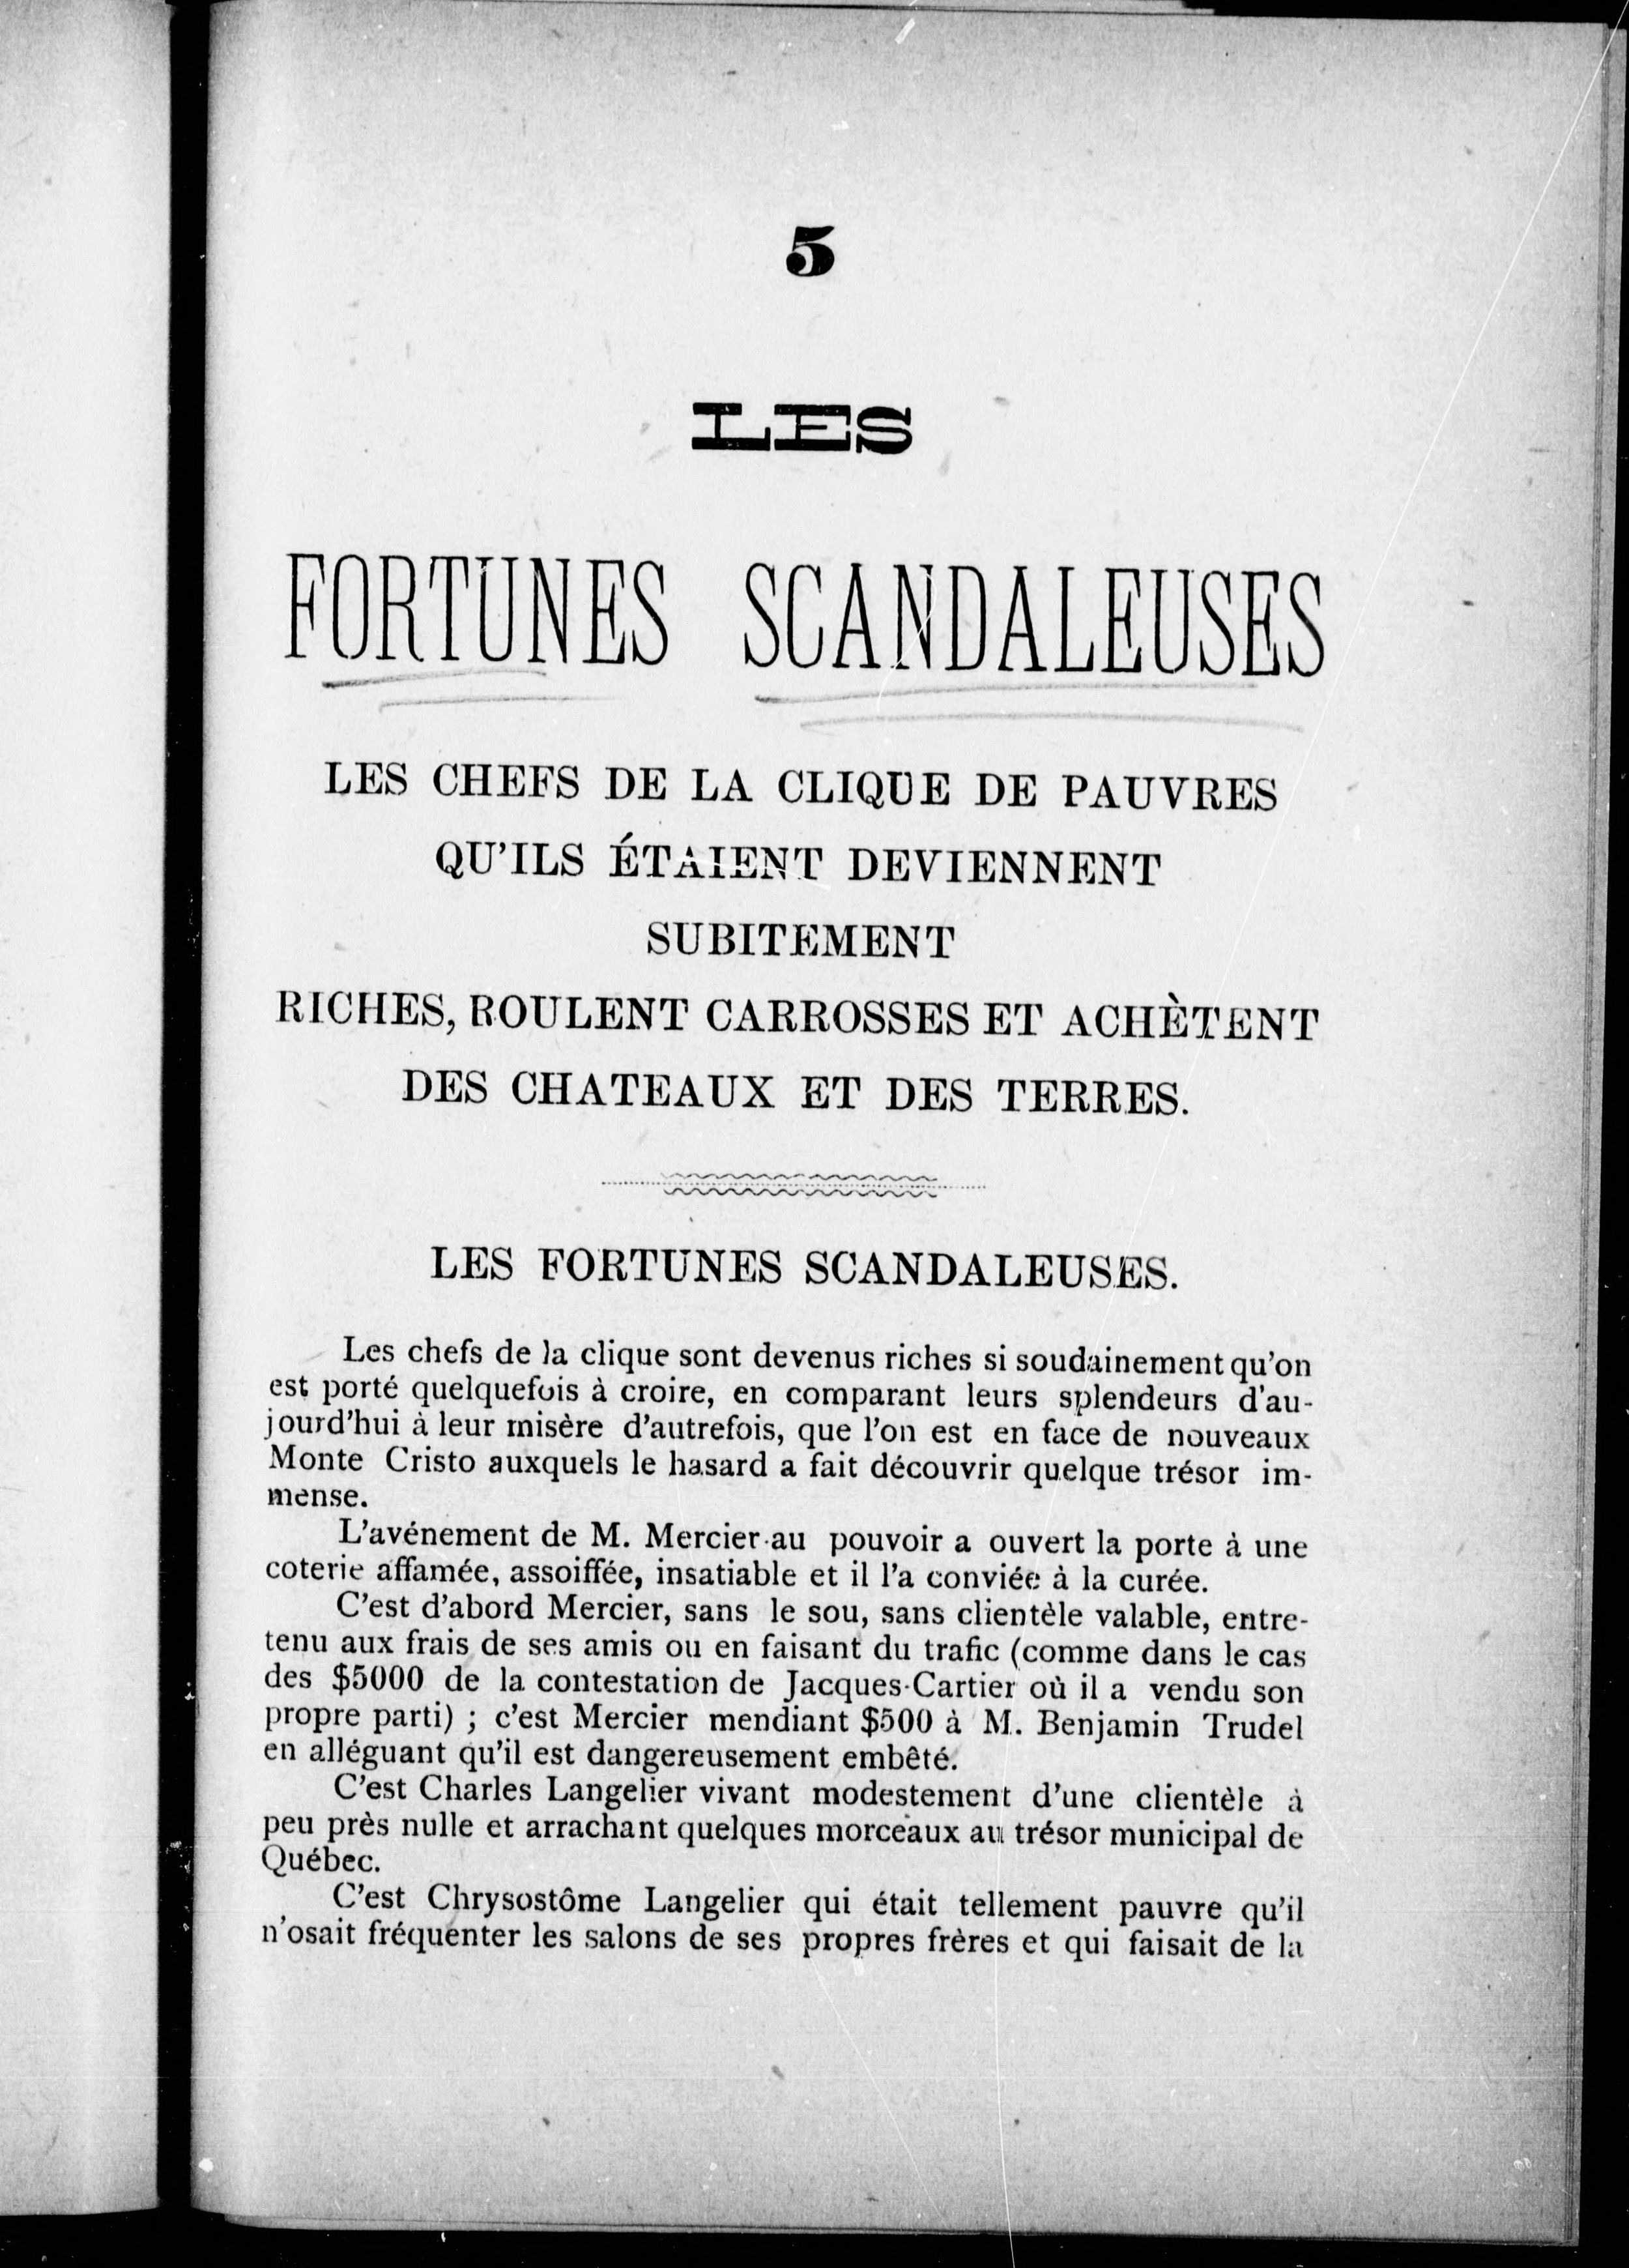 5
LES
FORTUNES SCANDALEUSES
LES CHEFS DE LA CLIQUE DE PAUVRES
QU'ILS ÉTAIENT DEVIENNENT
SUBITEMENT
RICHES, ROULENT CARROSSES ET ACHÈTENT
DES CHATEAUX ET DES TERRES.
LES FORTUNES SCANDALEUSES.
Les chefs de la clique sont devenus riches si soudainement qu'on
est porté quelquefois à croire, en comparant leurs splendeurs d'au-
jourd'hui à leur misère d'autrefois, que l'on est en face de nouveaux
Monte Cristo auxquels le hasard a fait découvrir quelque trésor im-
mense.
L'avénement de M. Mercier au pouvoir a ouvert la porte à une
coterie affamée, assoiffée, insatiable et il l'a conviée à la curée.
C'est d'abord Mercier, sans le sou, sans clientèle valable, entre-
tenu aux frais de ses amis ou en faisant du trafic (comme dans le cas
des $5000 de la contestation de Jacques-Cartier où il a vendu son
propre parti) ; c'est Mercier mendiant $500 à M. Benjamin Trudel
en alléguant qu'il est dangereusement embêté.
C'est Charles Langelier vivant modestement d'une clientèle à
peu près nulle et arrachant quelques morceaux au trésor municipal de
Québec.
C'est Chrysostôme Langelier qui était tellement pauvre qu'il
n'osait fréquenter les salons de ses propres frères et qui faisait de la